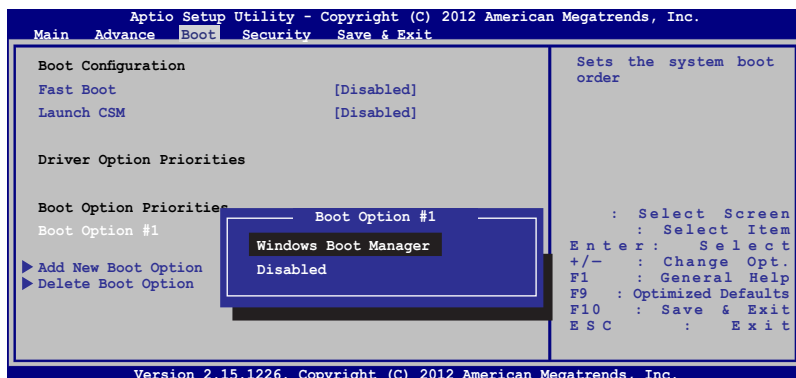 Aptio Setup Utility - Copyright (C) 2012 American Megatrends, Inc.
Main Advance Boot Security Save & Exit
Boot Configuration
Fast Boot [Disabled]
Launch CSM [Disabled]
Driver Option Priorities
Boot Option Priorities
Boot Option #1
Add New Boot Option
Delete Boot Option
Boot Option #1
Windows Boot Manager
Disabled
Sets the system boot
order
: Select Screen
: Select Item
Enter: Select
+/— : Change Opt.
F1 : General Help
F9 : Optimized Defaults
F10 : Save & Exit
ESC : Exit
Version 2.15.1226. Copyright (C) 2012 American Megatrends, Inc.